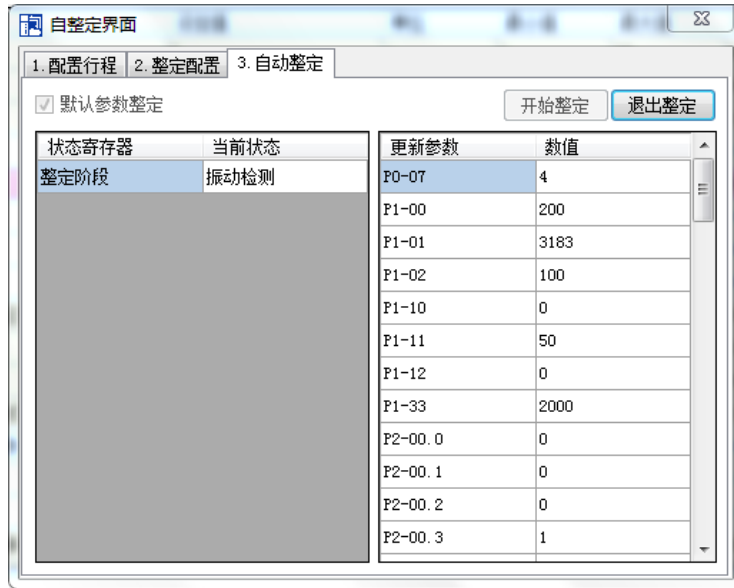 自整定界面
1.配置行程 2.整定配置 3.自动整定
默认参数整定 开始整定 退出整定
状态寄存器 当前状态 更新参数 数值
整定阶段 振动检测 P0-07 4
P1-00 200
P1-01 3183
P1-02 100
P1-10 0
P1-11 50
P1-12 0
P1-33 2000
P2-00.0 0
P2-00.1 0
P2-00.2 0
P2-00.3 1